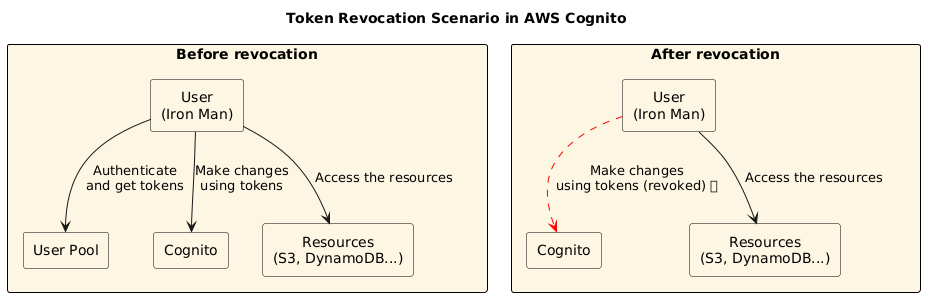 Token Revocation Scenario in AWS Cognito
Before revocation
User
(Iron Man)
Authenticate
and get tokens
Make changes
using tokens
Access the resources
User Pool
Cognito
Resources
(S3, DynamoDB...)
After revocation
User
(Iron Man)
Make changes
using tokens (revoked)
Access the resources
Cognito
Resources
(S3, DynamoDB...)